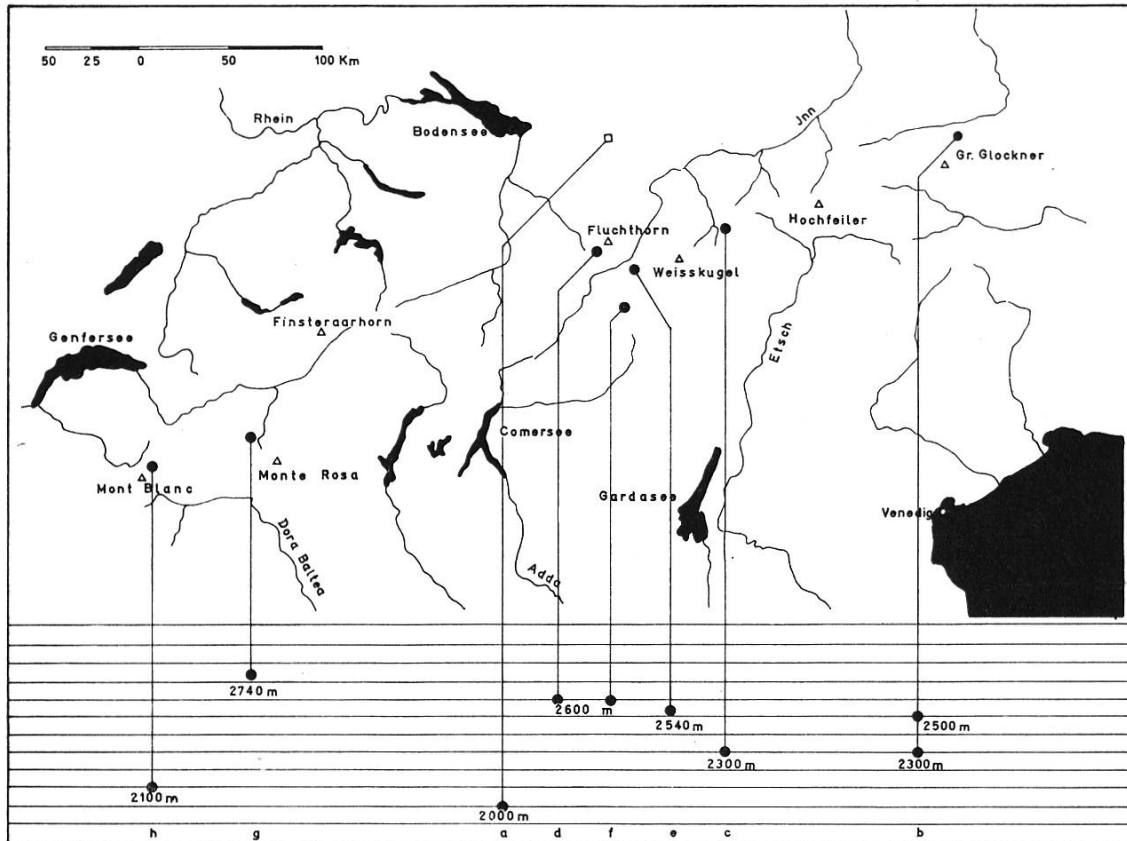 50 25 0 50 100 Km
Rhein
Bodensee
Jnn
Gr. Glockner
Hochfeiler
Fluchthorn
Weisskugel
Finsteraarhorn
Genfersee
Etsch
Comersee
Mont Blanc
Monte Rosa
Gardasee
Venedig
Dora Baltea
Adda
2740 m
2600 m
2540 m
2500 m
2300 m
2300 m
2100 m
2000 m
h g a d f e c b